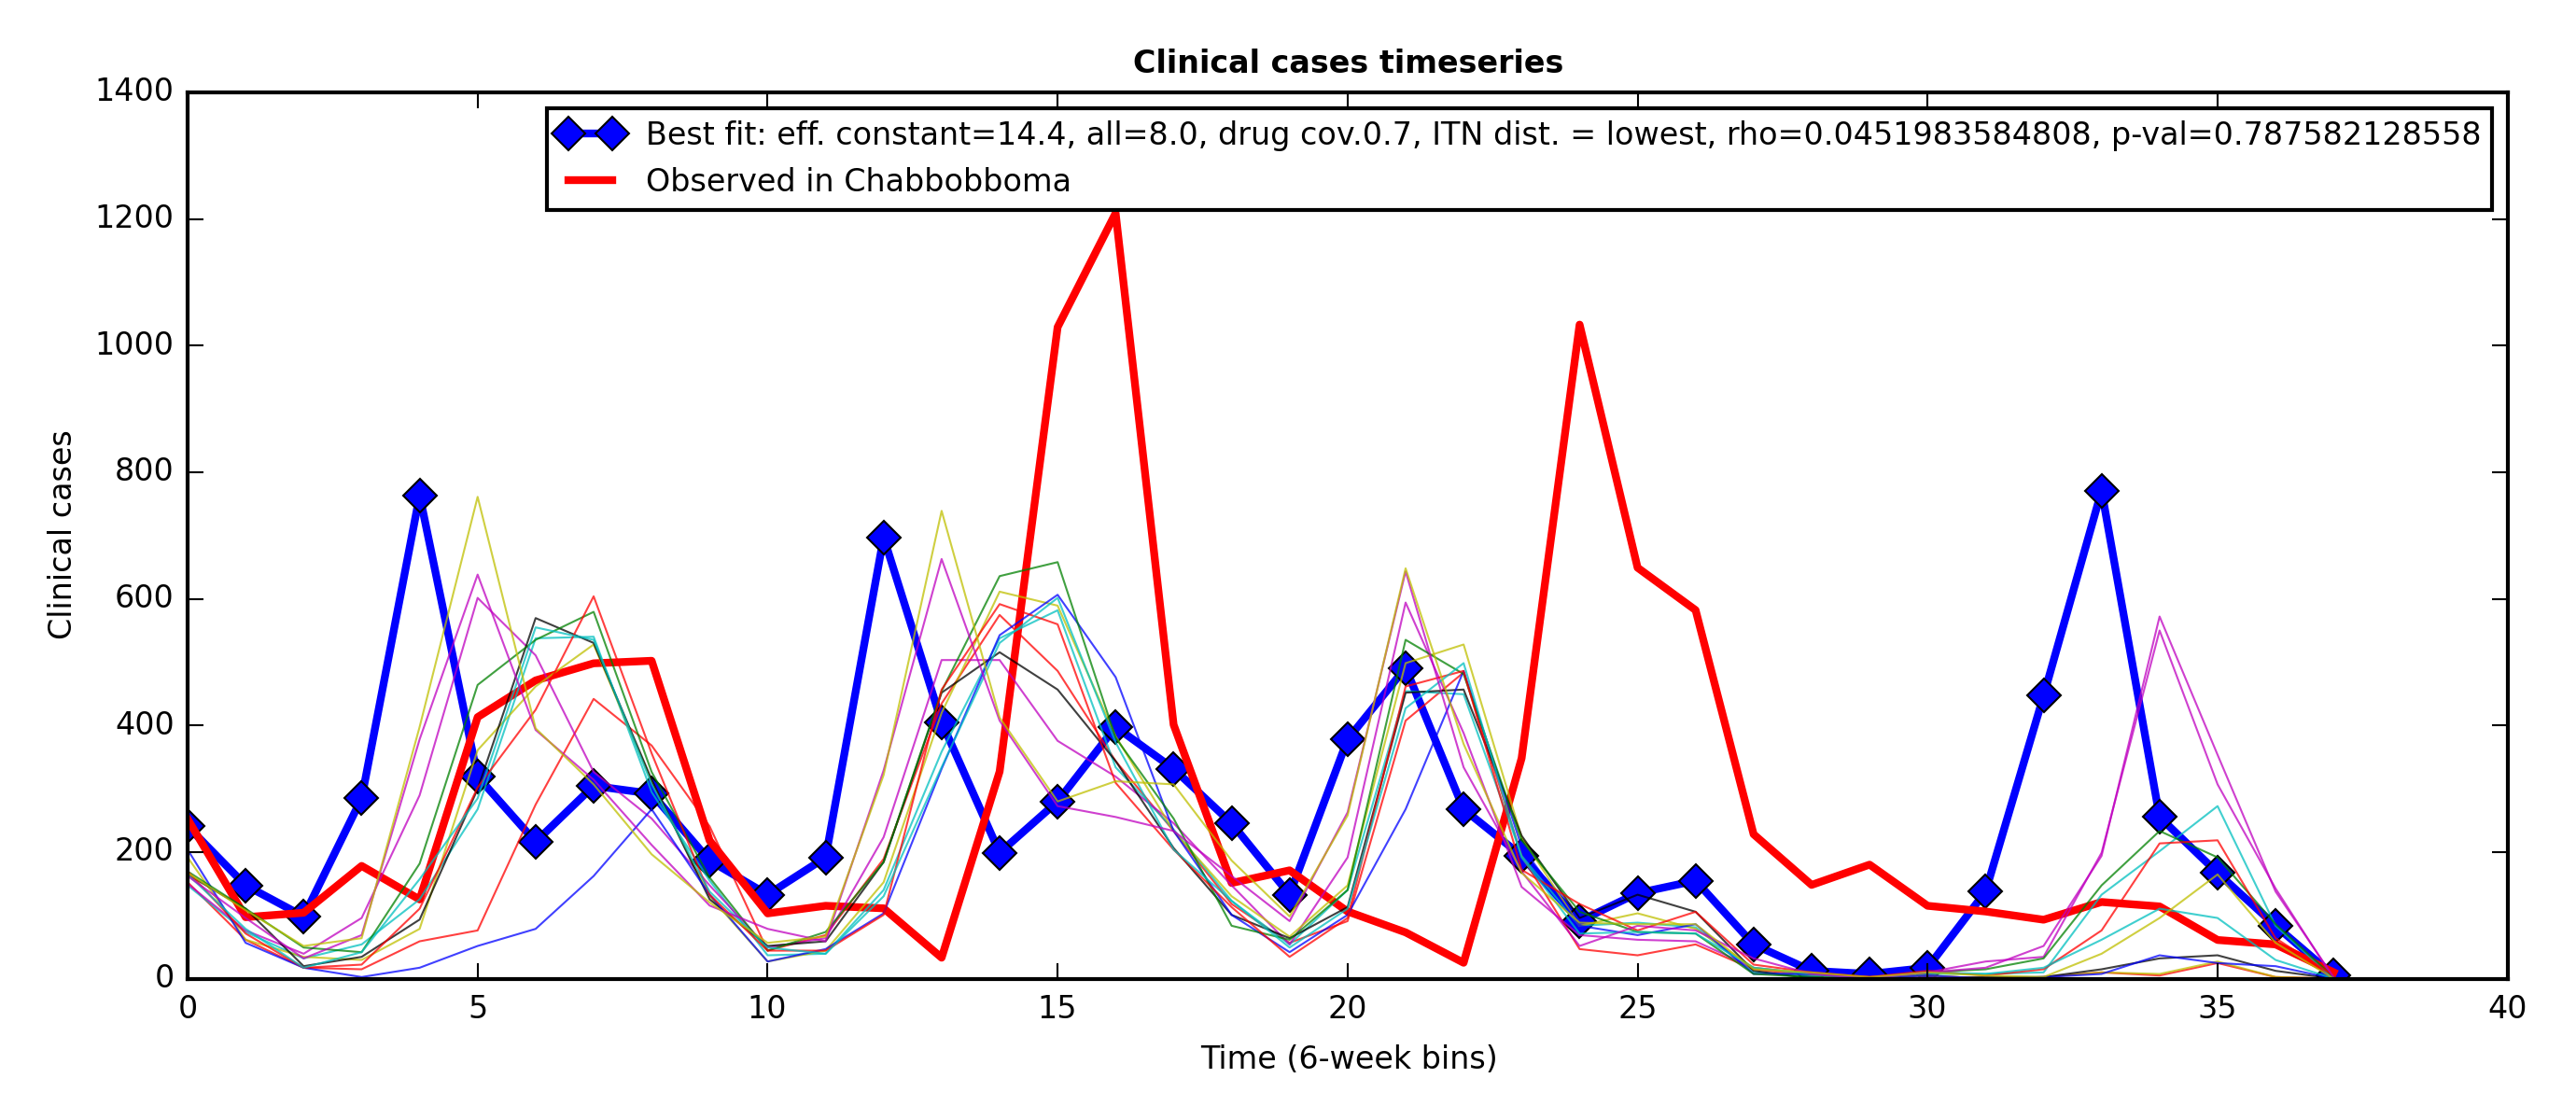 Clinical cases timeseries
1400
1200
1000
800
600
400
200
0
Clinical cases
Best fit: eff. constant=14.4, all=8.0, drug cov.0.7, ITN dist. = lowest, rho=0.0451983584808, p-val=0.787582128558
Observed in Chabbobboma
0 5 10 15 20 25 30 35 40
Time (6-week bins)